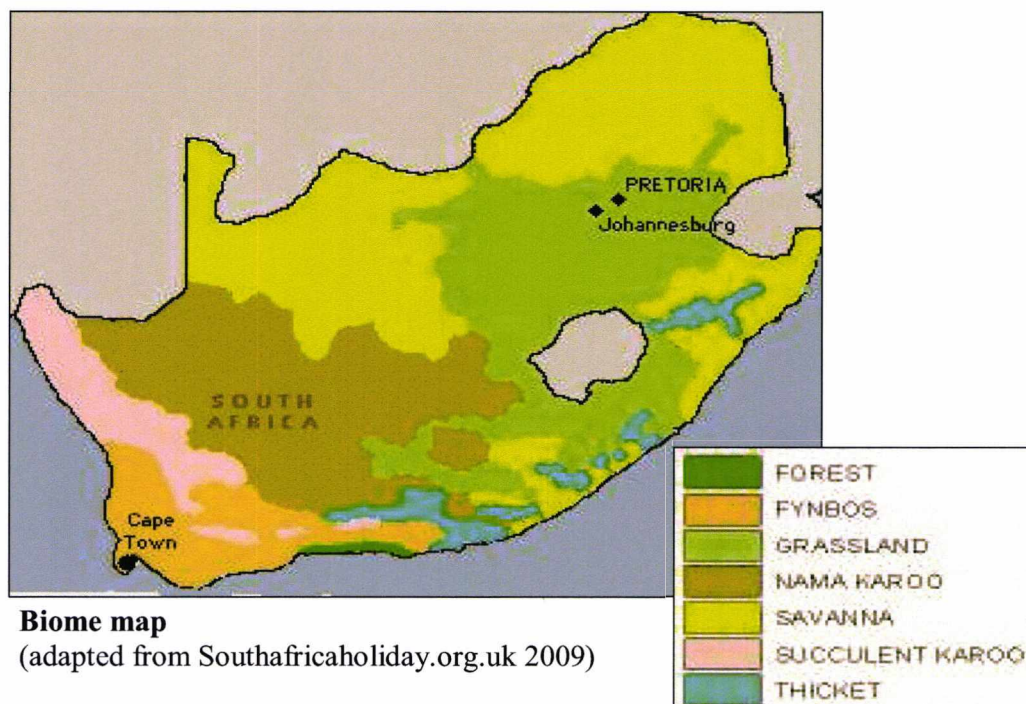 PRETORIA
Johannesburg
SOUTH
AFRICA
Cape
Town
FOREST
FYNBOS
GRASSLAND
NAMA KAROO
SAVANNA
SUCCULENT KAROO
THICKET
Biome map
(adapted from Southafricaholiday.org.uk 2009)